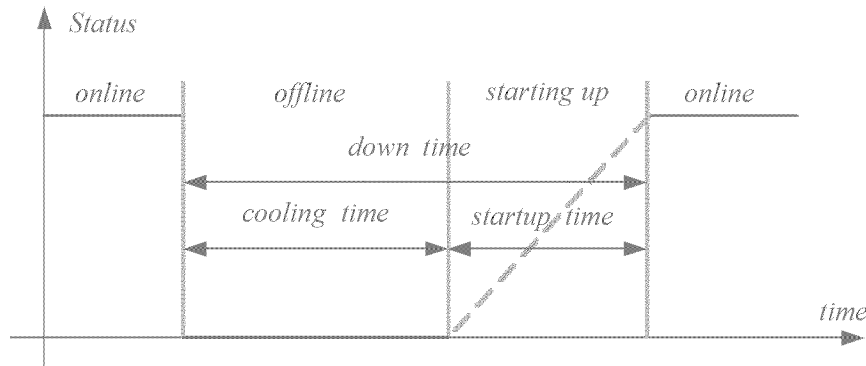 Status
online offline starting up online
down time
cooling time startup time
time